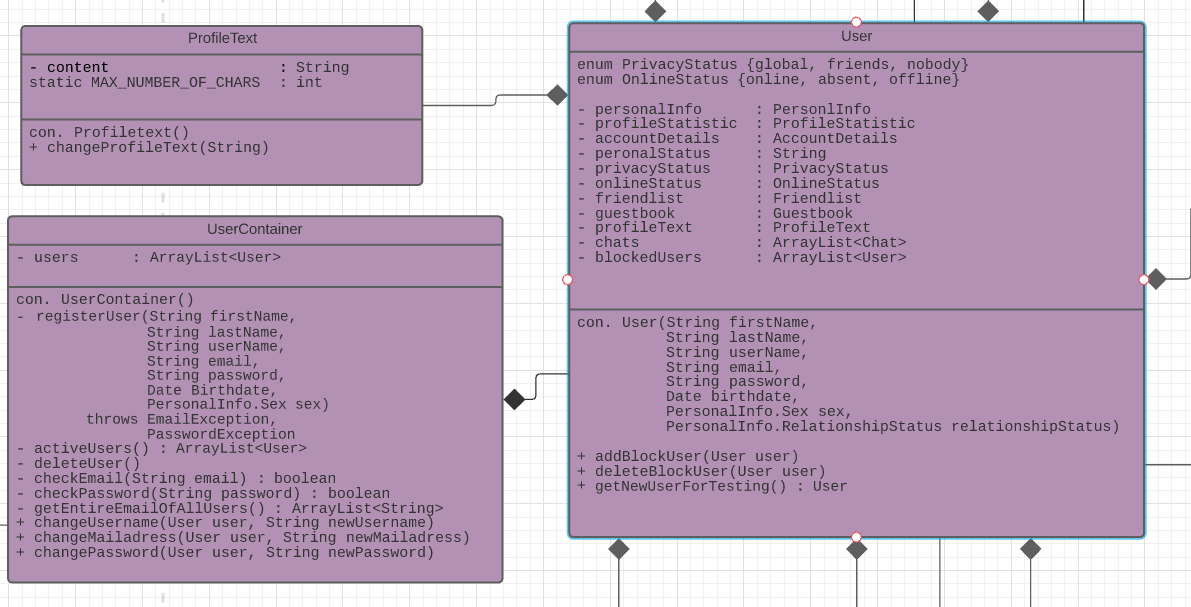 ProfileText
- content : String
static MAX_NUMBER_OF_CHARS : int
con. Profiletext()
+ changeProfileText(String)
UserContainer
- users : ArrayList<User>
con. UserContainer()
- registerUser(String firstName,
String lastName,
String userName,
String email,
String password,
Date Birthdate,
PersonalInfo.Sex sex)
throws EmailException,
PasswordException
- activeUsers() : ArrayList<User>
- deleteUser()
- checkEmail(String email) : boolean
- checkPassword(String password) : boolean
- getEntireEmailOfAllUsers() : ArrayList<String>
+ changeUsername(User user, String newUsername)
+ changeMailadress(User user, String newMailadress)
+ changePassword(User user, String newPassword)
User
enum PrivacyStatus {global, friends, nobody}
enum OnlineStatus {online, absent, offline}
- personalInfo : PersonlInfo
- profileStatistic : ProfileStatistic
- accountDetails : AccountDetails
- peronalStatus : String
- privacyStatus : PrivacyStatus
- onlineStatus : OnlineStatus
- friendlist : Friendlist
- guestbook : Guestbook
- profileText : ProfileText
- chats : ArrayList<Chat>
- blockedUsers : ArrayList<User>
con. User(String firstName,
String lastName,
String userName,
String email,
String password,
Date birthdate,
PersonalInfo.Sex sex,
PersonalInfo.RelationshipStatus relationshipStatus)
+ addBlockUser(User user)
+ deleteBlockUser(User user)
+ getNewUserForTesting() : User